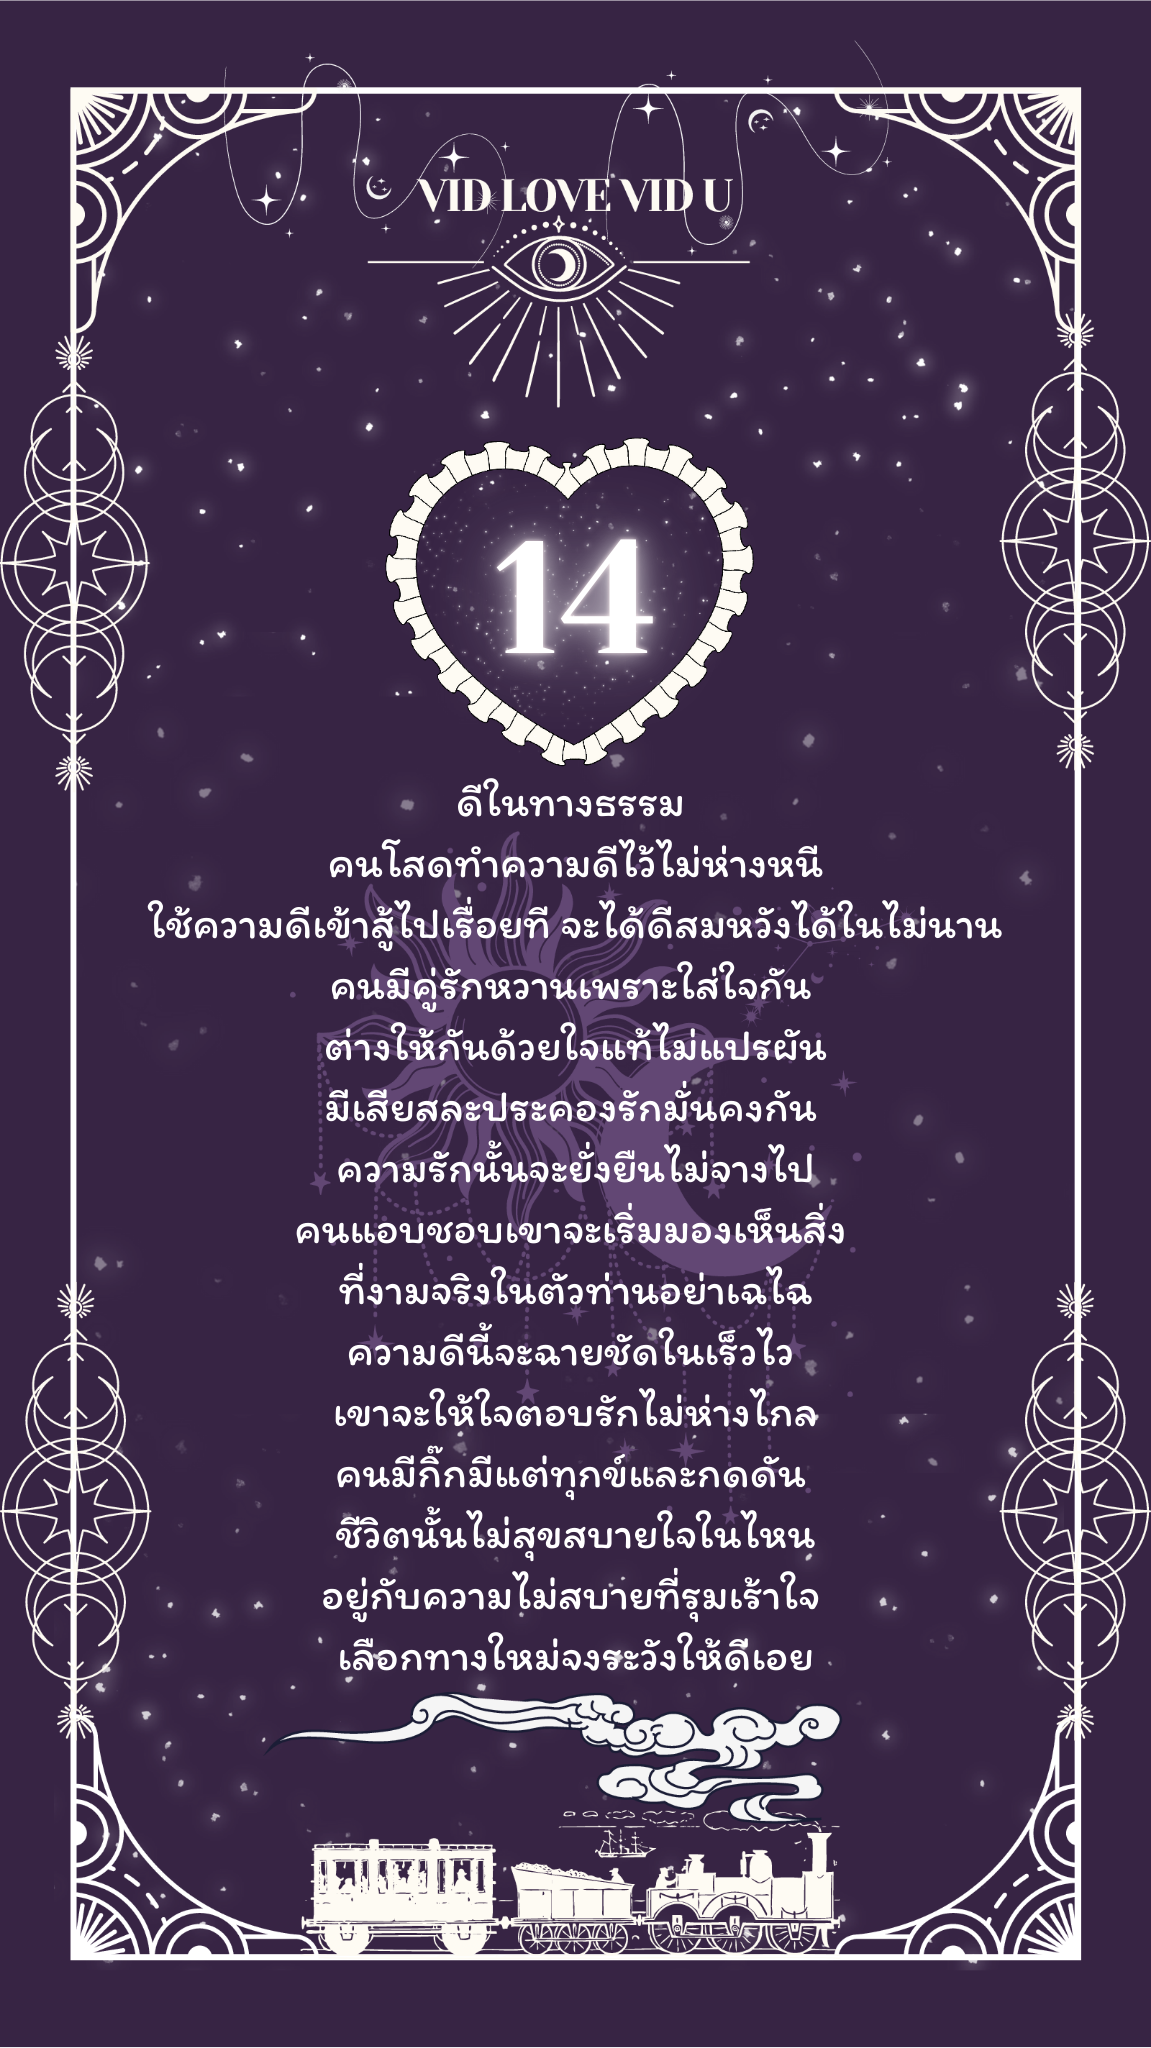 VID LOVE VID U
14
ดีในทางธรรม
คนโสดทำความดีไว้ไม่ห่างหนี
ใช้ความดีเข้าสู้ไปเรื่อยที จะได้ดีสมหวังได้ในไม่นาน
คนมีคู่รักหวานเพราะใส่ใจกัน
ต่างให้กันด้วยใจแท้ไม่แปรผัน
มีเสียสละประคองรักมั่นคงกัน
ความรักนั้นจะยั่งยืนไม่จางไป
คนแอบชอบเขาจะเริ่มมองเห็นสิ่ง
ที่งามจริงในตัวท่านอย่าเฉไฉ
ความดีนี้จะฉายชัดในเร็วไว
เขาจะให้ใจตอบรักไม่ห่างไกล
คนมีกิ๊กมีแต่ทุกข์และกดดัน
ชีวิตนั้นไม่สุขสบายใจในไหน
อยู่กับความไม่สบายที่รุมเร้าใจ
เลือกทางใหม่จงระวังให้ดีเอย